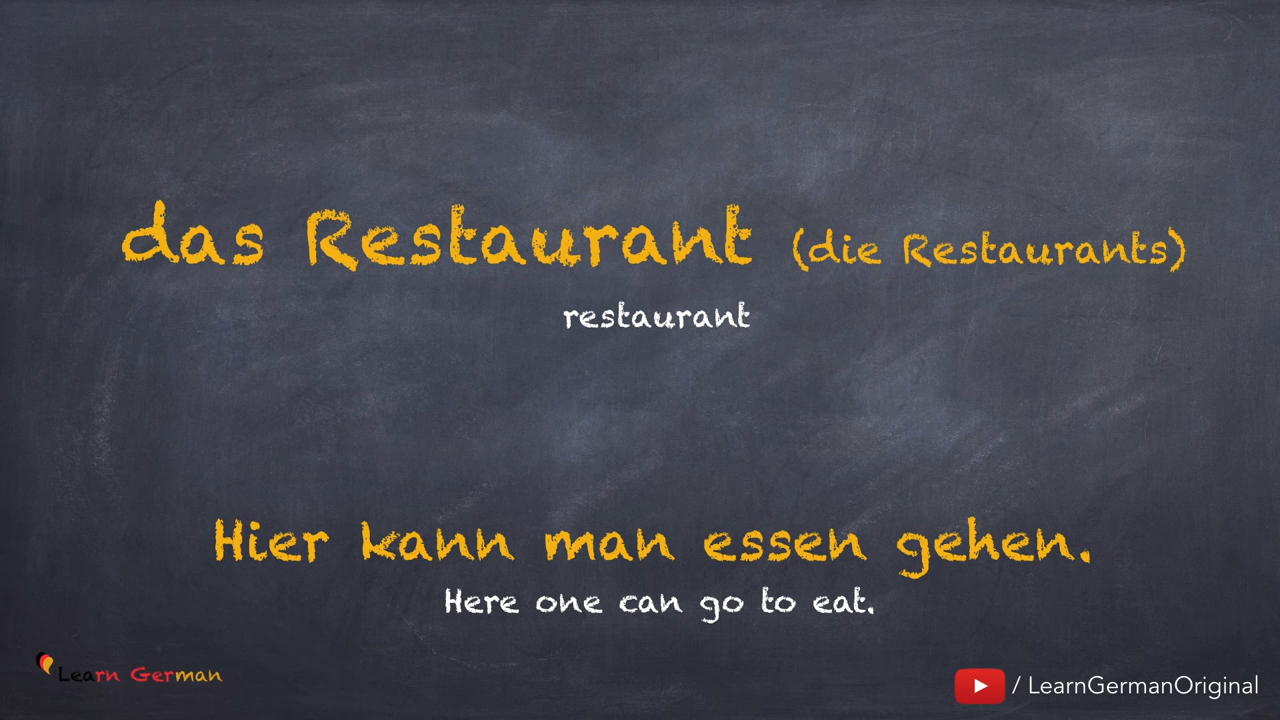 das Restaurant (die Restaurants)
restaurant
Hier kann man essen gehen.
Here one can go to eat.
Learn German
/ LearnGermanOriginal